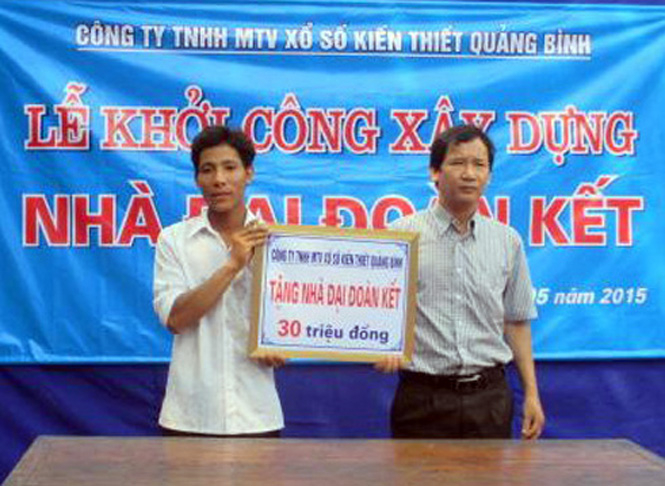 CÔNG TY TNHH MTV XỔ SỐ KIẾN THIẾT QUẢNG BÌNH
LỄ KHỞI CÔNG XÂY DỰNG
NHÀ ĐẠI ĐOÀN KẾT
05 năm 2015
CÔNG TY TNHH MTV XỔ SỐ KIẾN THIẾT QUẢNG BÌNH
TẶNG NHÀ ĐẠI ĐOÀN KẾT
30 triệu đồng